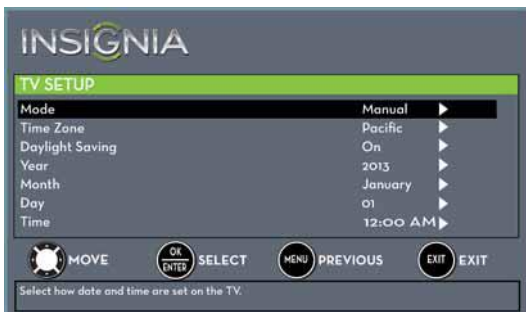 INSIGNIA
TV SETUP
Mode Manual
Time Zone Pacific
Daylight Saving On
Year 2013
Month January
Day 01
Time 12:00 AM
MOVE OK ENTER SELECT MENU PREVIOUS EXIT EXIT
Select how date and time are set on the TV.